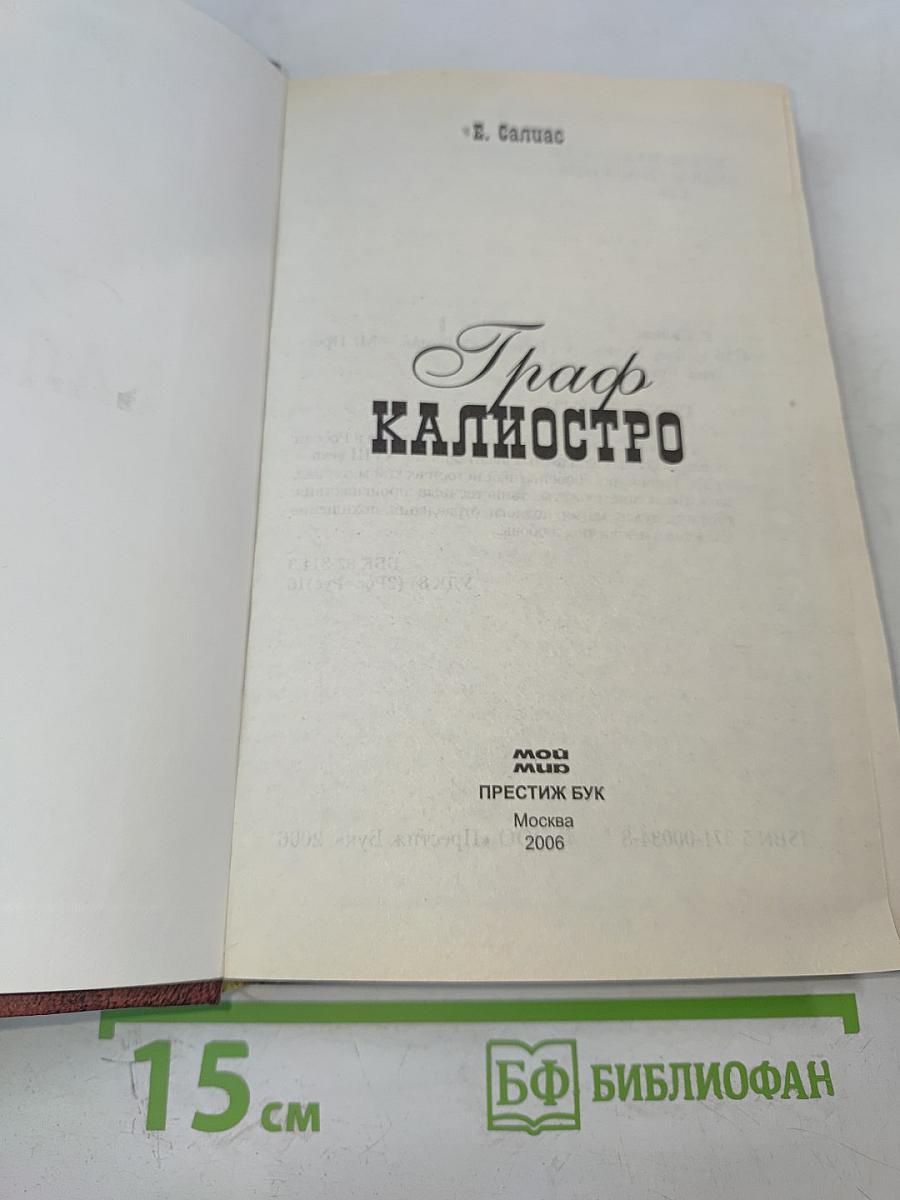 Е. Салиас
Граф
КАЛИОСТРО
мой
мир
ПРЕСТИЖ БУК
Москва
2006
15 см
БФ БИБЛИОФАН